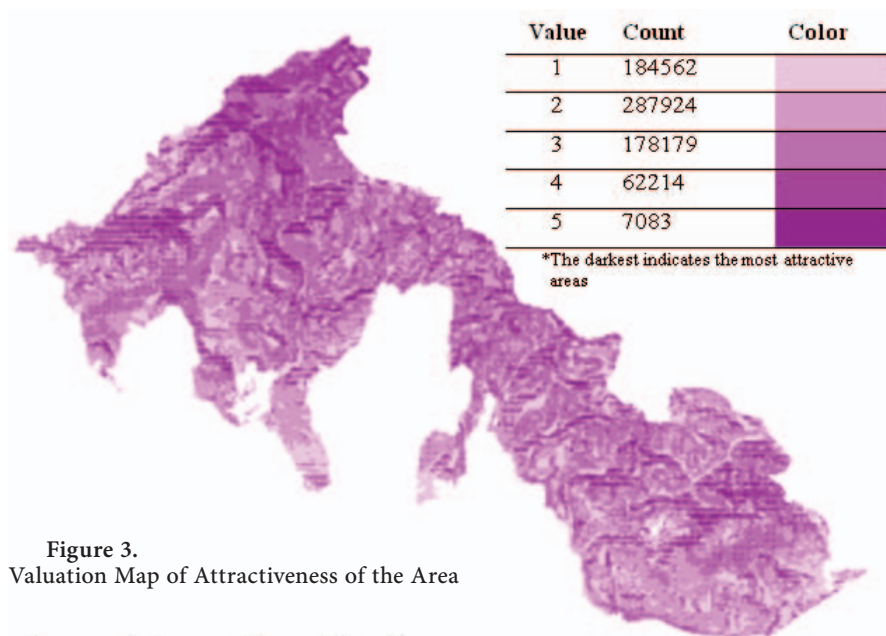 Value Count Color
1 184562
2 287924
3 178179
4 62214
5 7083
*The darkest indicates the most attractive
areas
Figure 3.
Valuation Map of Attractiveness of the Area